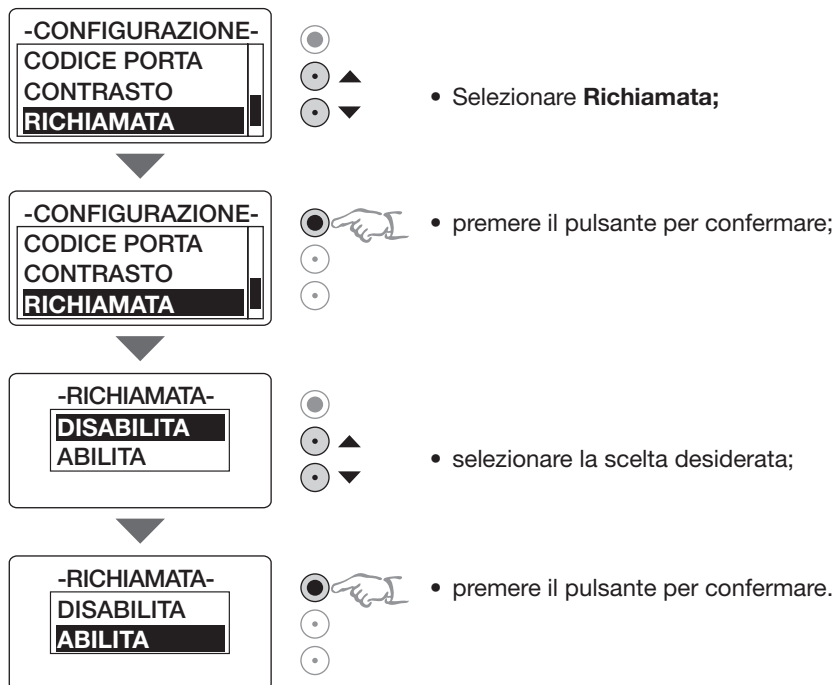 -CONFIGURAZIONE-
CODICE PORTA
CONTRASTO
RICHIAMATA
• Selezionare Richiamata;
-CONFIGURAZIONE-
CODICE PORTA
CONTRASTO
RICHIAMATA
• premere il pulsante per confermare;
-RICHIAMATA-
DISABILITA
ABILITA
• selezionare la scelta desiderata;
-RICHIAMATA-
DISABILITA
ABILITA
• premere il pulsante per confermare.